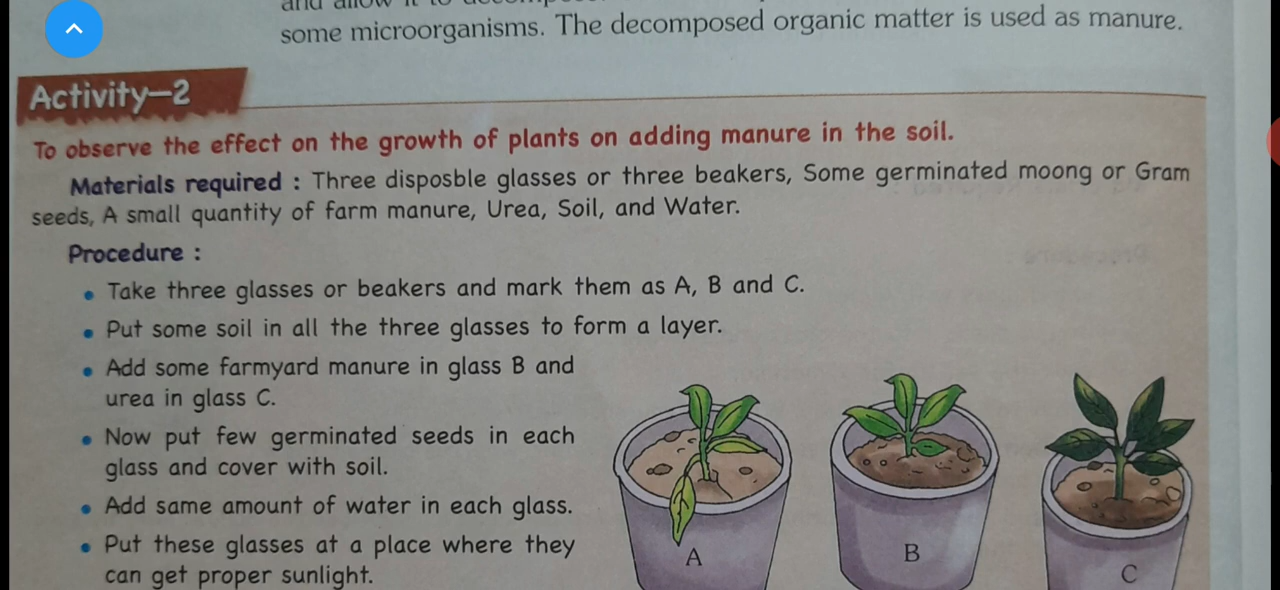 some microorganisms. The decomposed organic matter is used as manure.
Activity–2
To observe the effect on the growth of plants on adding manure in the soil.
Materials required : Three disposble glasses or three beakers, Some germinated moong or Gram
seeds, A small quantity of farm manure, Urea, Soil, and Water.
Procedure :
• Take three glasses or beakers and mark them as A, B and C.
• Put some soil in all the three glasses to form a layer.
• Add some farmyard manure in glass B and
urea in glass C.
• Now put few germinated seeds in each
glass and cover with soil.
• Add same amount of water in each glass.
• Put these glasses at a place where they
can get proper sunlight.
A
B
C